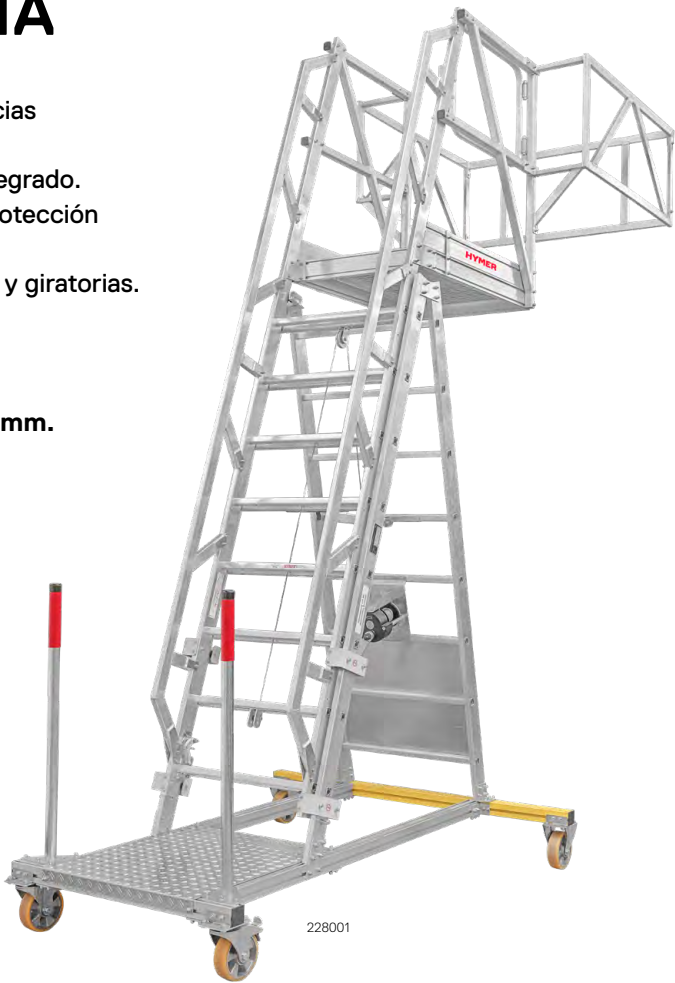 IA
cias
egrado.
otección
y giratorias.
mm.
HYMER
228001